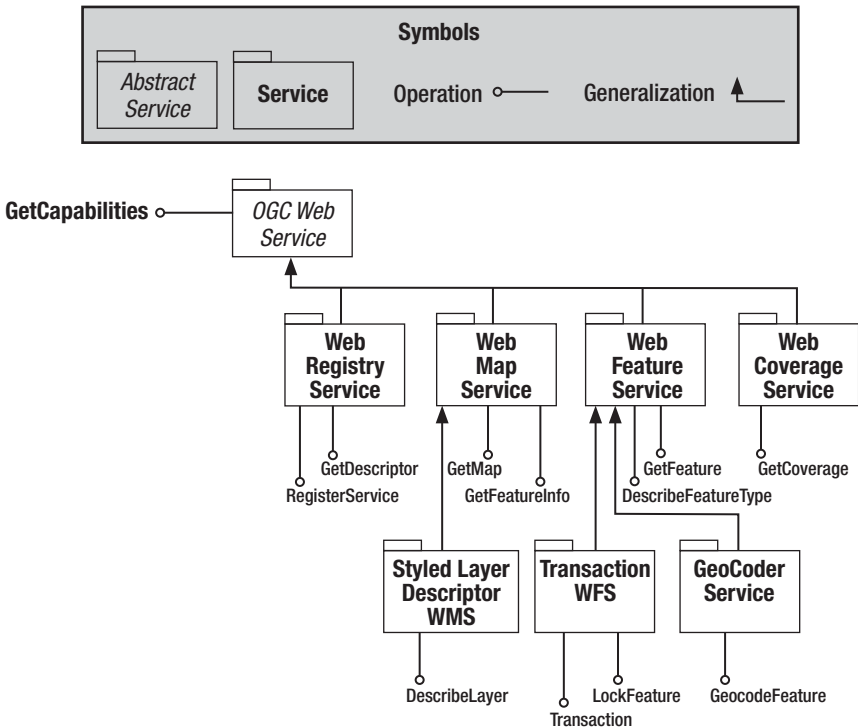 Symbols
Abstract
Service
Service
Operation
Generalization
GetCapabilities
OGC Web
Service
Web
Registry
Service
Web
Map
Service
Web
Feature
Service
Web
Coverage
Service
GetDescriptor
RegisterService
GetMap
GetFeatureInfo
GetFeature
DescribeFeatureType
GetCoverage
Styled Layer
Descriptor
WMS
Transaction
WFS
GeoCoder
Service
DescribeLayer
LockFeature
Transaction
GeocodeFeature